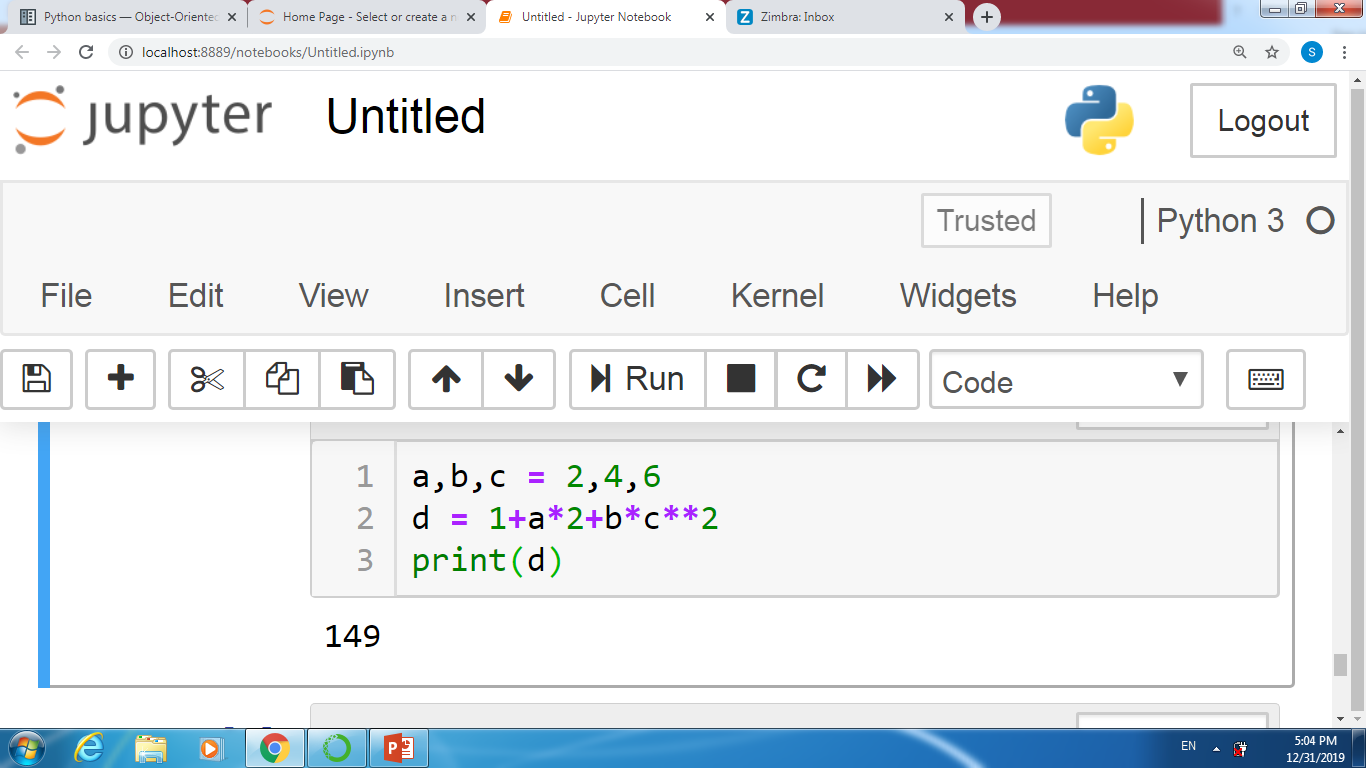 Python basics — Object-Oriente
Home Page - Select or create a n
Untitled - Jupyter Notebook
Zimbra: Inbox
localhost:8889/notebooks/Untitled.ipynb
S
jupyter Untitled
Logout
Trusted
Python 3
File Edit View Insert Cell Kernel Widgets Help
Run
Code
1 a,b,c = 2,4,6
2 d = 1+a*2+b*c**2
3 print(d)
149
EN
5:04 PM
12/31/2019